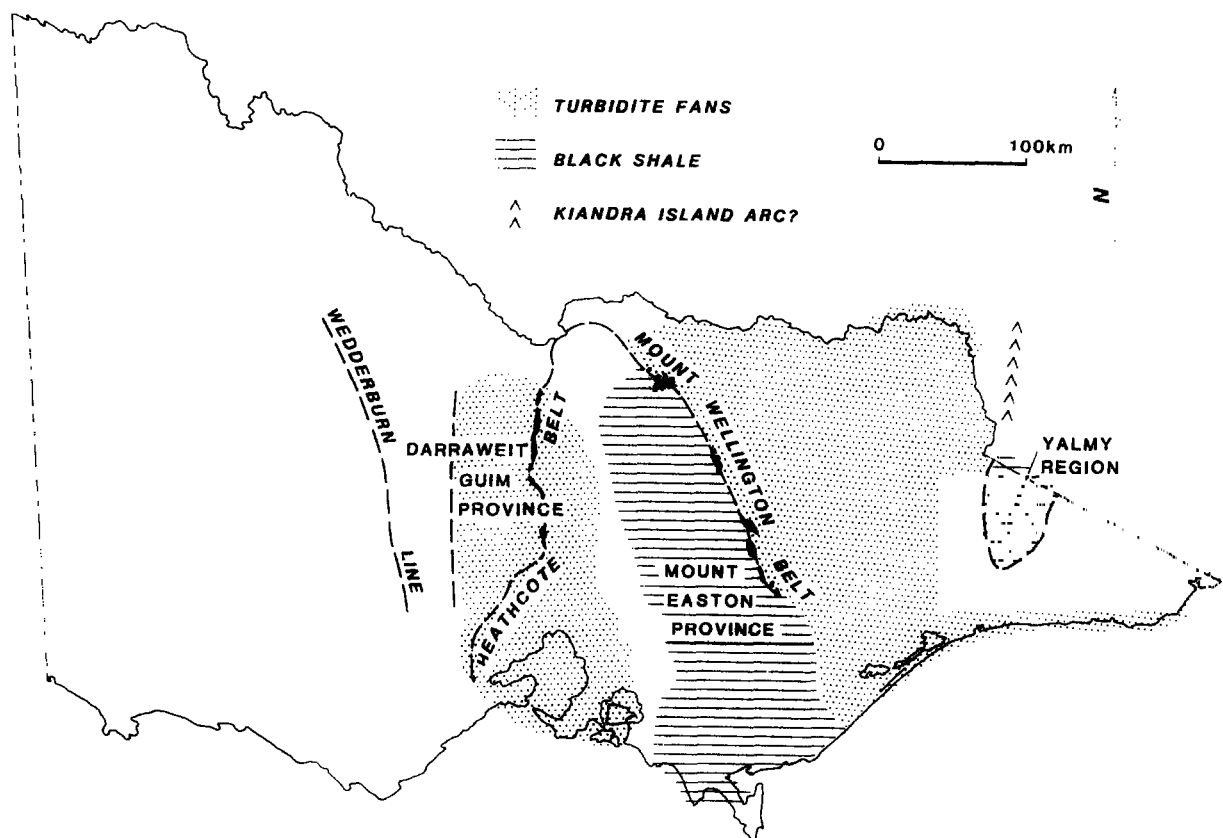 TURBIDITE FANS
BLACK SHALE
KIANDRA ISLAND ARC?
0 100km
N
WEDDERBURN
LINE
DARRAWEIT
GUIM
PROVINCE
HEATHCOTE
BELT
MOUNT
WELLINGTON
BELT
MOUNT
EASTON
PROVINCE
YALMY
REGION